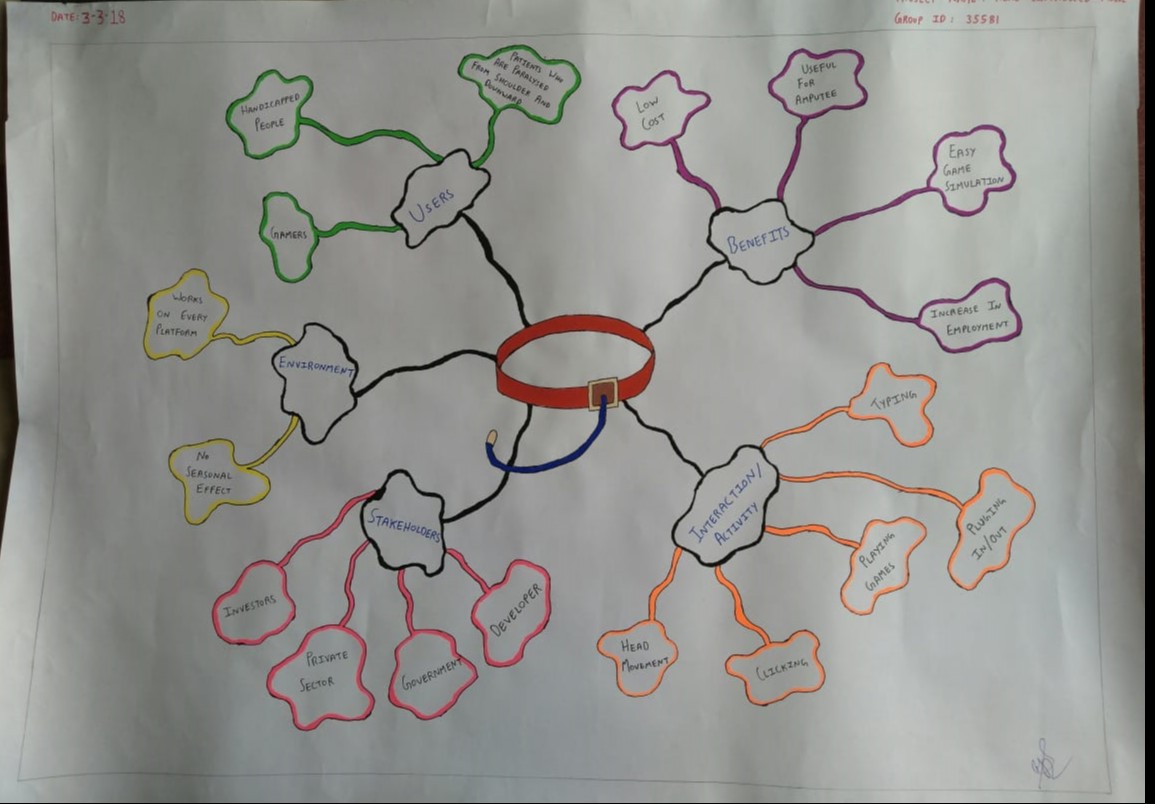 DATE: 3-3-18
GROUP ID: 35581
HANDICAPPED
PEOPLE
PATIENTS WHO
ARE PARALYSED
FROM SHOULDER AND
DOWNWARD
GAMERS
USERS
LOW
COST
USEFUL
FOR
AMPUTEE
EASY
GAME
SIMULATION
INCREASE IN
EMPLOYMENT
BENEFITS
WORKS
ON EVERY
PLATFORM
NO
SEASONAL
EFFECT
ENVIRONMENT
STAKEHOLDERS
INVESTORS
PRIVATE
SECTOR
GOVERNMENT
DEVELOPER
INTERACTION/
ACTIVITY
TYPING
PLUGING
IN/OUT
PLAYING
GAMES
CLICKING
HEAD
MOVEMENT